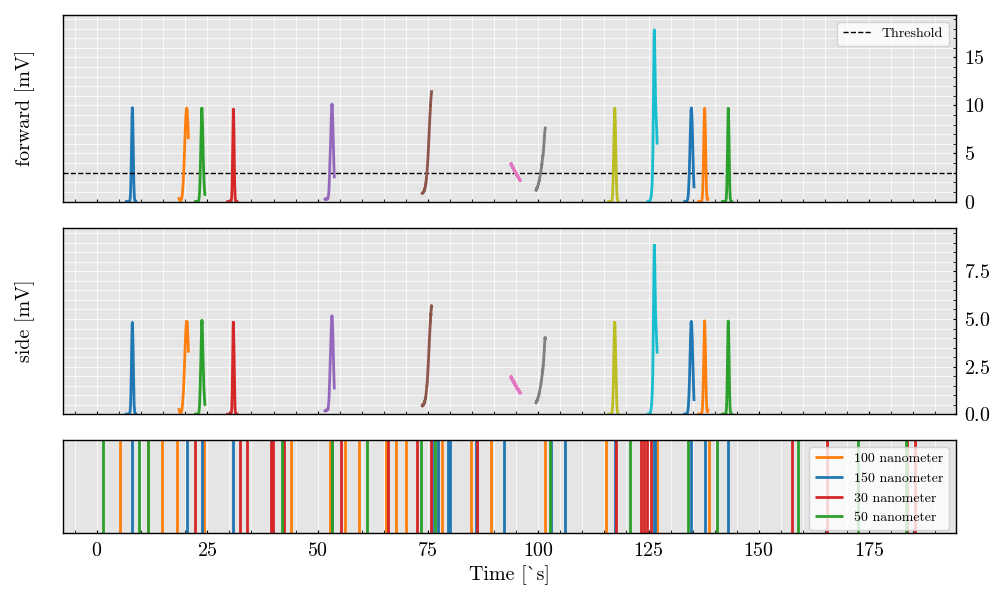 forward [mV]
Threshold
15
10
5
0
side [mV]
7.5
5.0
2.5
0.0
100 nanometer
150 nanometer
30 nanometer
50 nanometer
0 25 50 75 100 125 150 175
Time [`s]